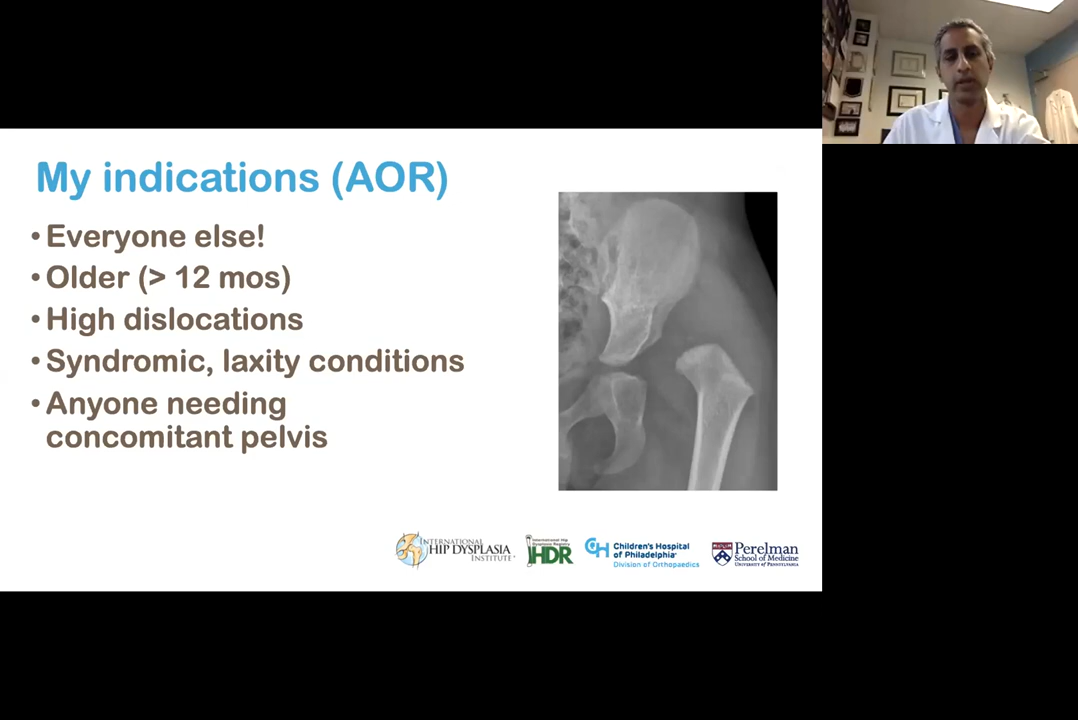 My indications (AOR)
• Everyone else!
• Older (> 12 mos)
• High dislocations
• Syndromic, laxity conditions
• Anyone needing
concomitant pelvis
INTERNATIONAL
HIP DYSPLASIA
INSTITUTE
International Hip
Dysplasia Registry
IHDR
CH
Children's Hospital
of Philadelphia
Division of Orthopaedics
Perelman
School of Medicine
UNIVERSITY of PENNSYLVANIA